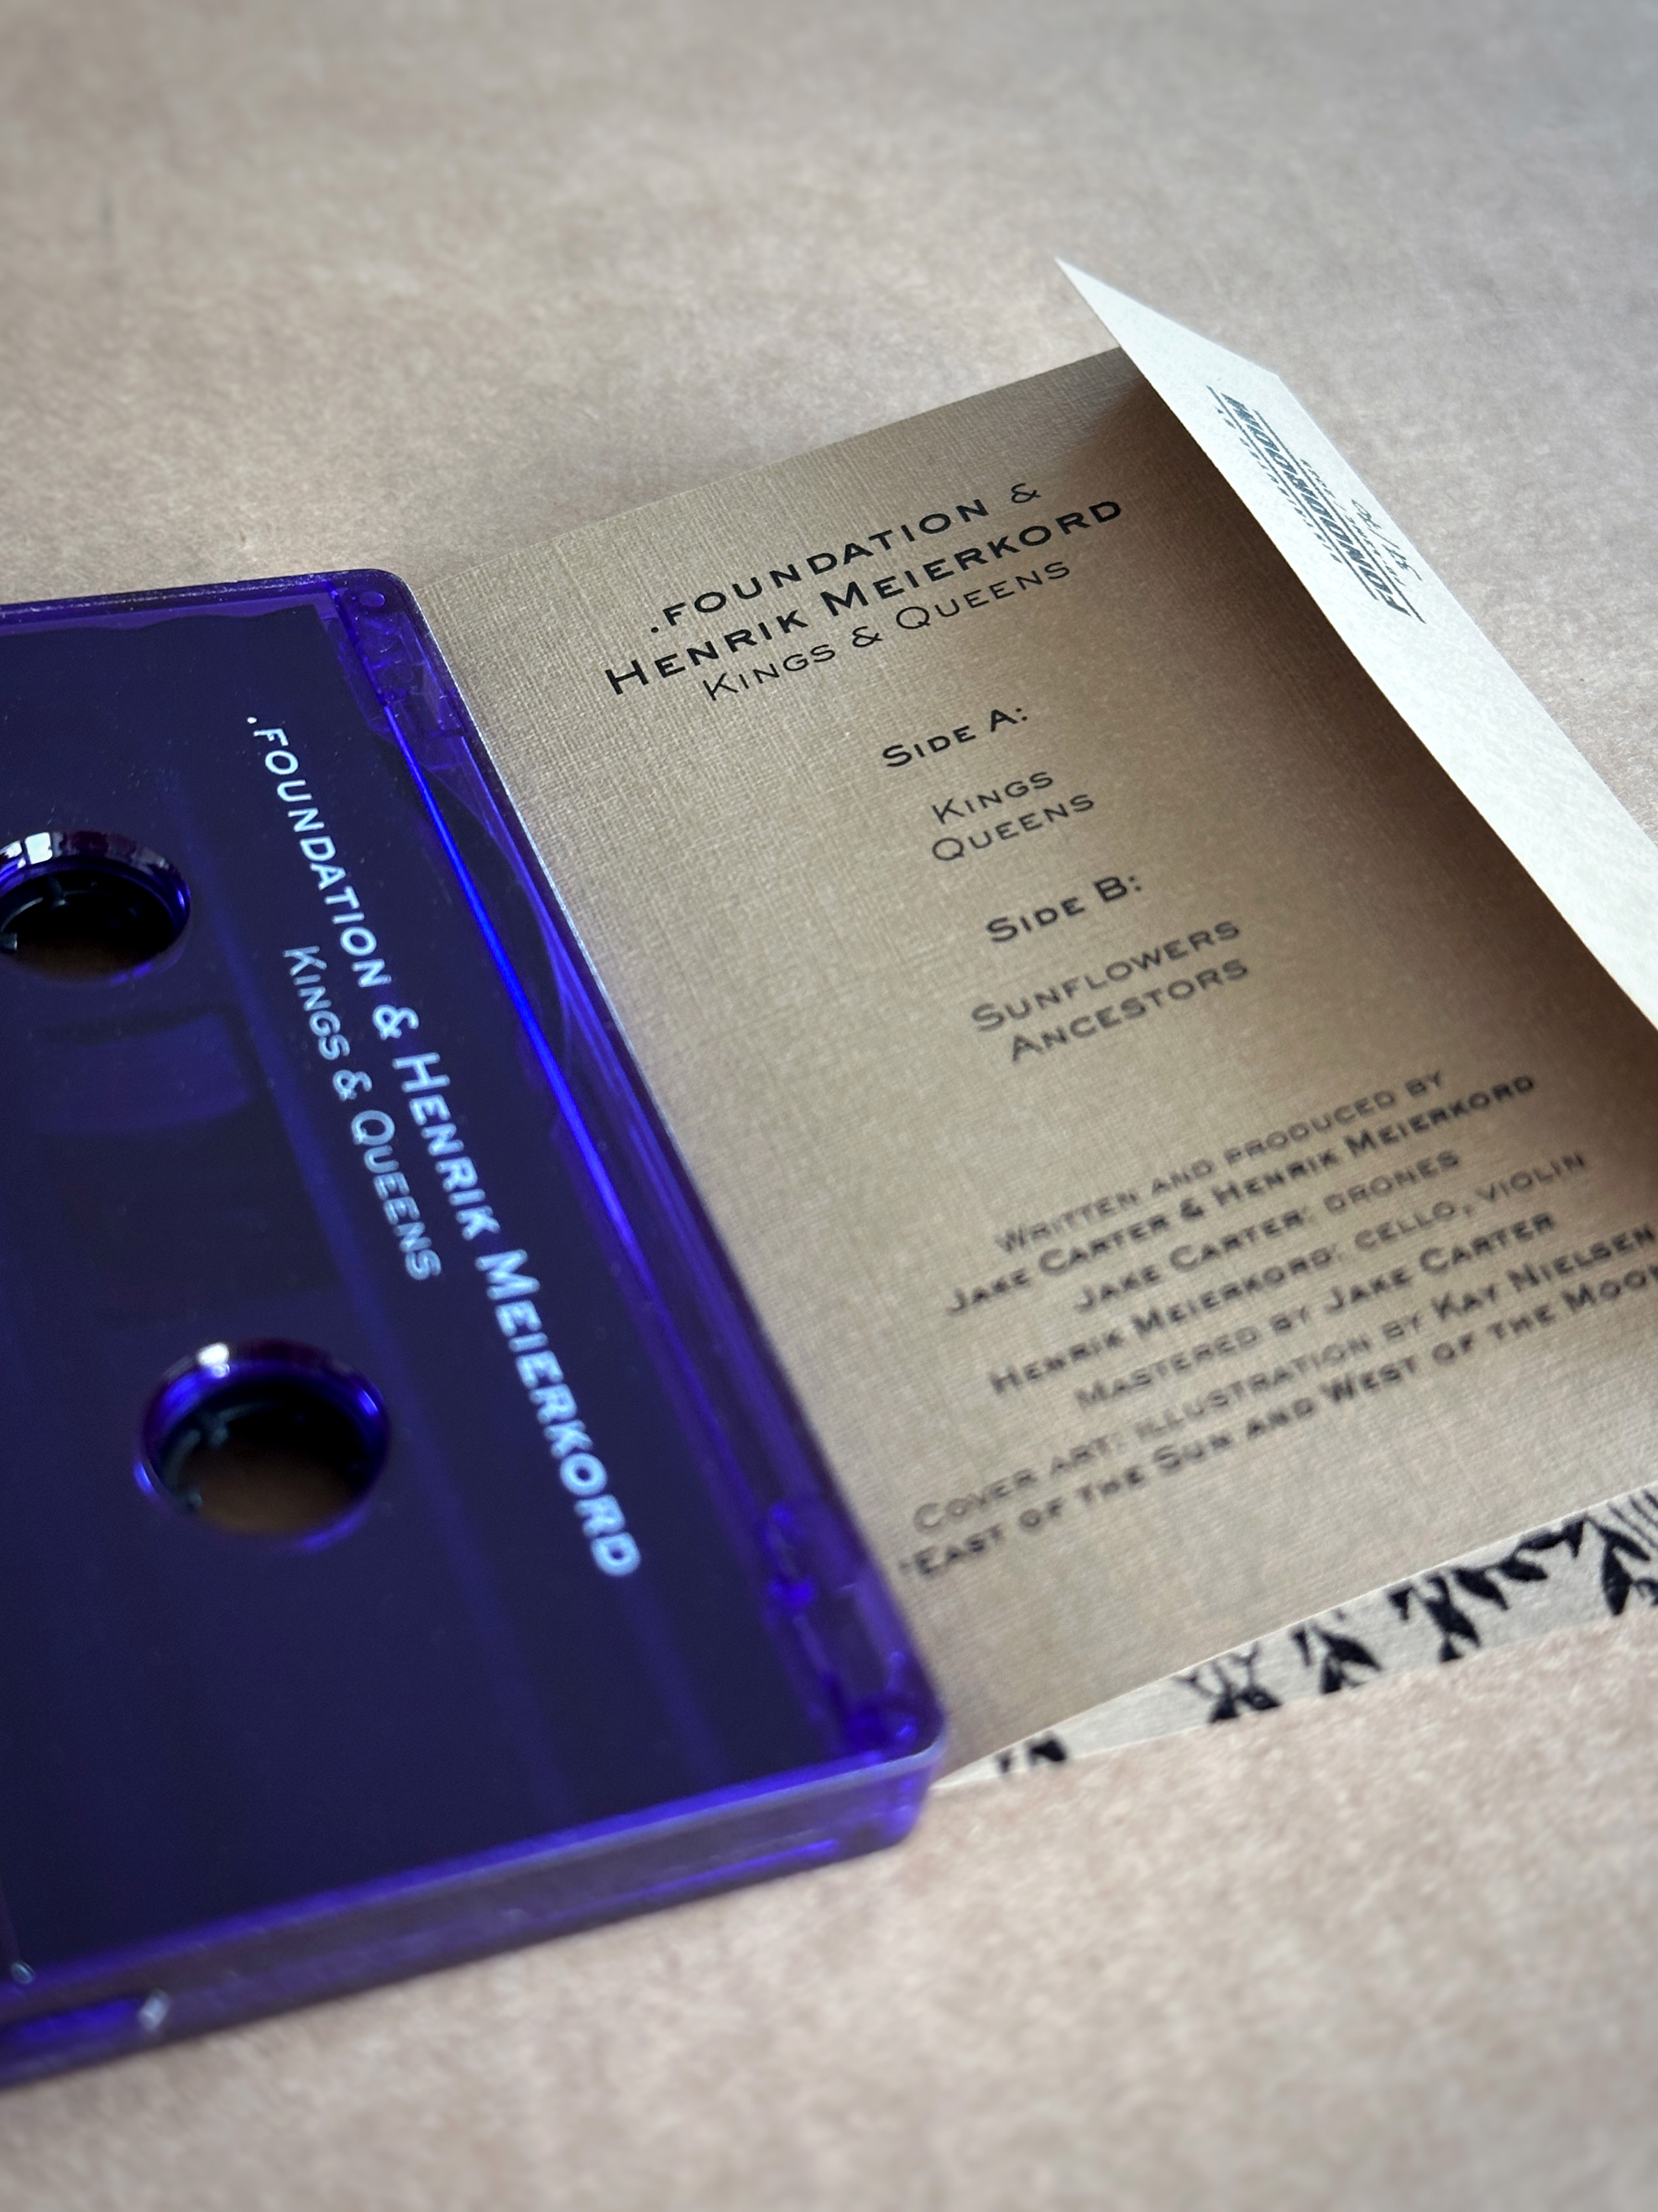 .FOUNDATION & HENRIK MEIERKORD
KINGS & QUEENS
.FOUNDATION &
HENRIK MEIERKORD
KINGS & QUEENS
SIDE A:
KINGS
QUEENS
SIDE B:
SUNFLOWERS
ANCESTORS
WRITTEN AND PRODUCED BY
JAKE CARTER & HENRIK MEIERKORD
JAKE CARTER: DRONES
HENRIK MEIERKORD: CELLO, VIOLIN
MASTERED BY JAKE CARTER
COVER ART: ILLUSTRATION BY KAY NIELSEN
"EAST OF THE SUN AND WEST OF THE MOON